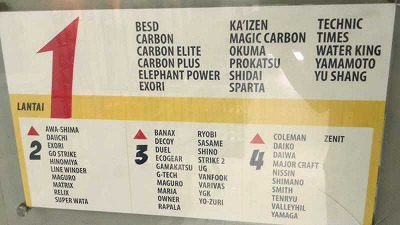 1
LANTAI
BESD
CARBON
CARBON ELITE
CARBON PLUS
ELEPHANT POWER
EXORI
KA'IZEN
MAGIC CARBON
OKUMA
PROKATSU
SHIDAI
SPARTA
TECHNIC
TIMES
WATER KING
YAMAMOTO
YU SHANG
2
AWA-SHIMA
DAIICHI
EXORI
GO STRIKE
HINOMIYA
LINE WINDER
MAGURO
MATRIX
RELIX
SUPER WATA
3
BANAX
DECOY
DUEL
ECOGEAR
GAMAKATSU
G-TECH
MAGURO
MARIA
OWNER
RAPALA
RYOBI
SASAME
SHINO
STRIKE 2
UG
VANFOOK
VARIVAS
YGK
YO-ZURI
4
COLEMAN
DAIKO
DAIWA
MAJOR CRAFT
NISSIN
SHIMANO
SMITH
TENRYU
VALLEYHIL
YAMAGA
ZENIT